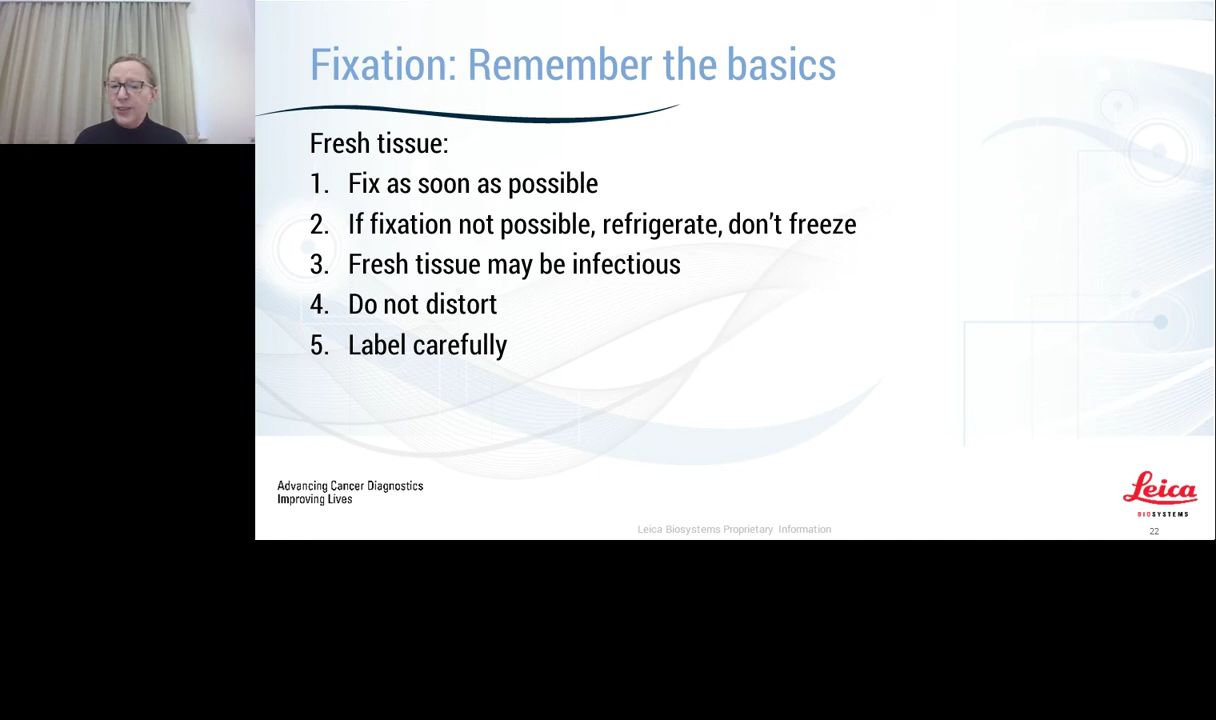 Fixation: Remember the basics
Fresh tissue:
1. Fix as soon as possible
2. If fixation not possible, refrigerate, don’t freeze
3. Fresh tissue may be infectious
4. Do not distort
5. Label carefully
Advancing Cancer Diagnostics
Improving Lives
Leica
BIOSYSTEMS
Leica Biosystems Proprietary Information
22